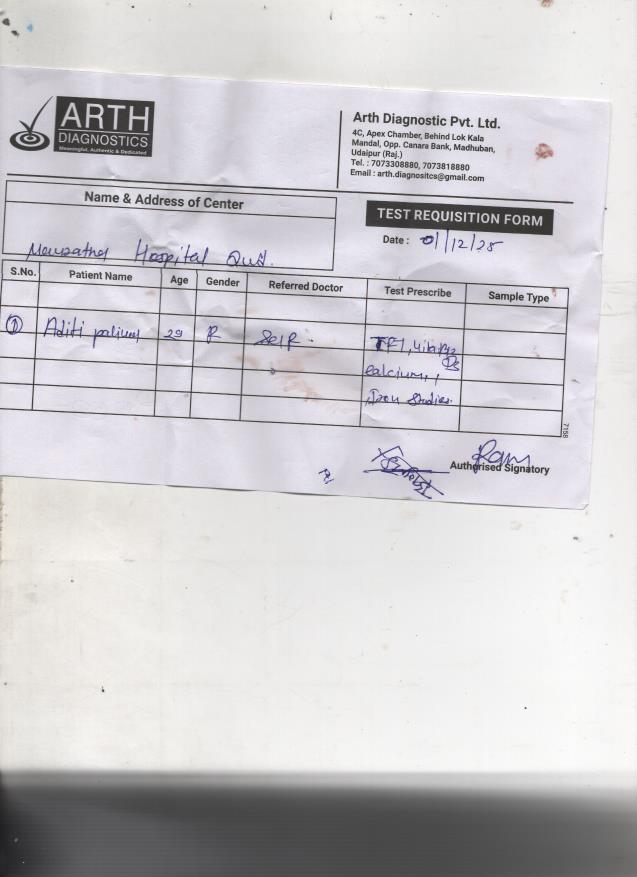 ARTH
DIAGNOSTICS
Meaningful, Authentic & Dedicated
Arth Diagnostic Pvt. Ltd.
4C, Apex Chamber, Behind Lok Kala
Mandal, Opp. Canara Bank, Madhuban,
Udaipur (Raj.)
Tel. : 7073308880, 7073818880
Email : arth.diagnositcs@gmail.com
Name & Address of Center
Hospital
TEST REQUISITION FORM
Date : 01/12/25
S.No. Patient Name Age Gender Referred Doctor Test Prescribe Sample Type
① Aditi 29 F Self. TFT,
D3
calcium,
Iron Studies.
7158
Authorised Signatory